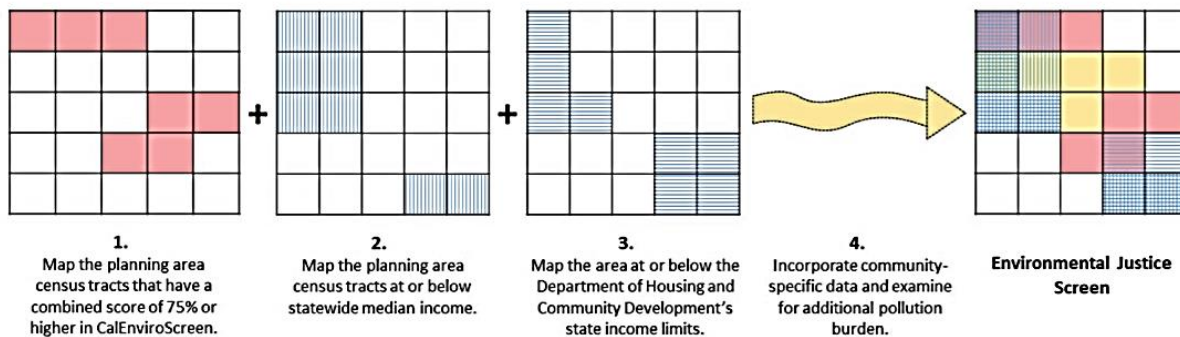 +
+
1.
Map the planning area
census tracts that have a
combined score of 75% or
higher in CalEnviroScreen.
2.
Map the planning area
census tracts at or below
statewide median income.
3.
Map the area at or below the
Department of Housing and
Community Development's
state income limits.
4.
Incorporate community-
specific data and examine
for additional pollution
burden.
Environmental Justice
Screen